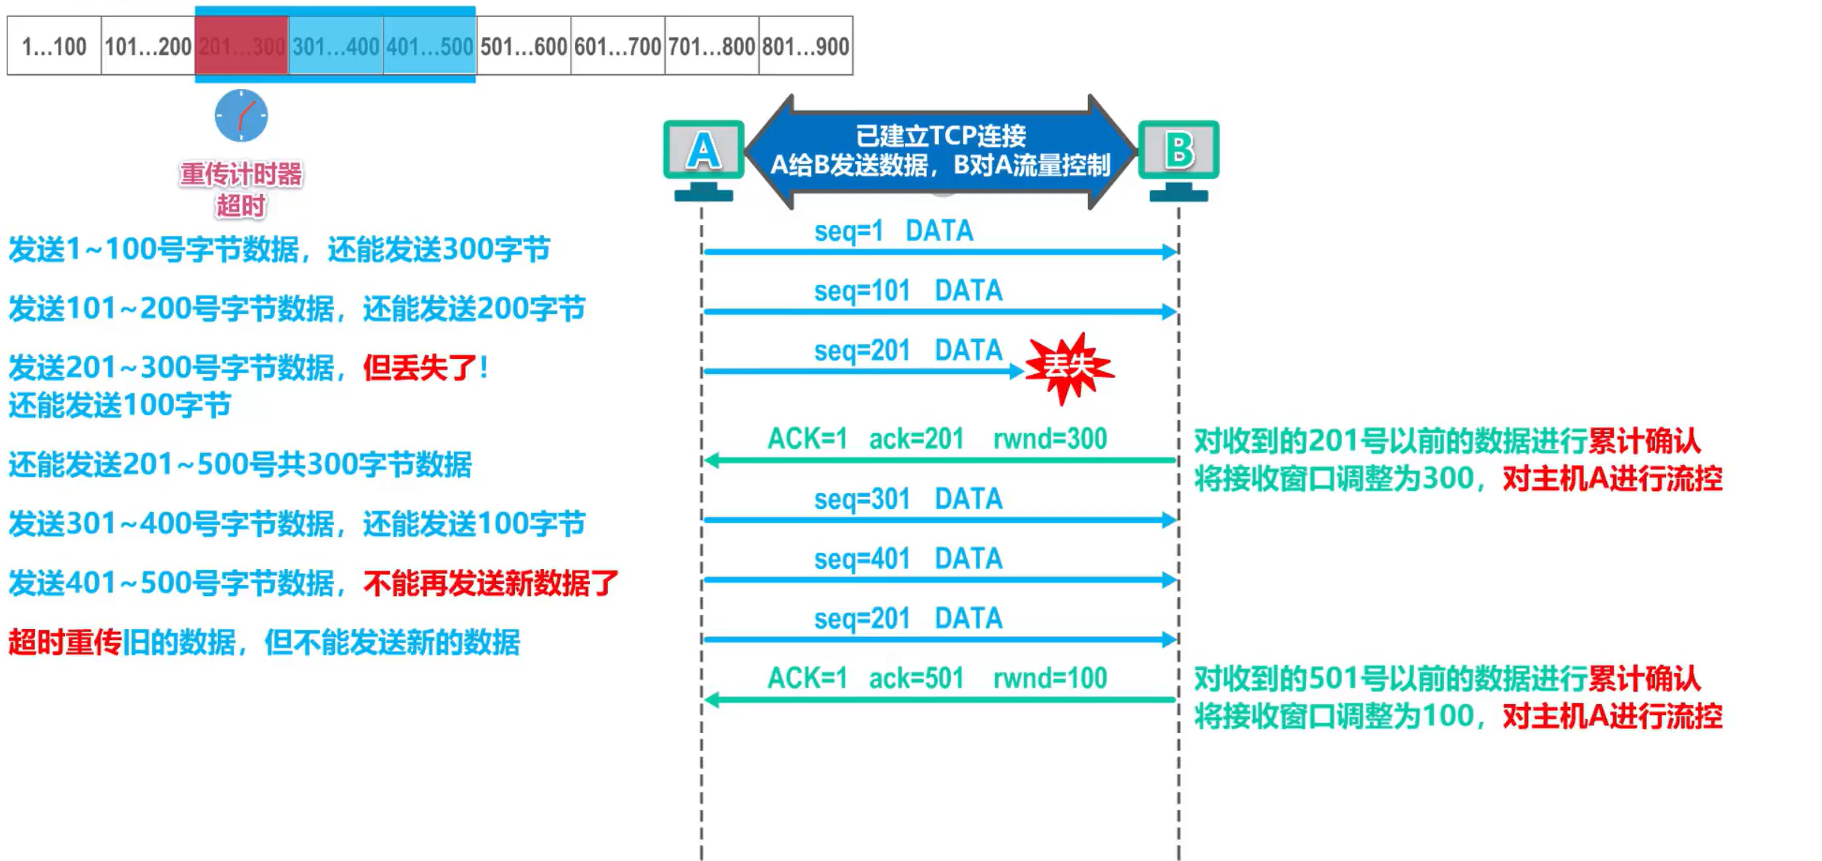 1...100 101...200 201...300 301...400 401...500 501...600 601...700 701...800 801...900
重传计时器
超时
A
已建立TCP连接
A给B发送数据，B对A流量控制
B
发送1~100号字节数据，还能发送300字节
seq=1 DATA
发送101~200号字节数据，还能发送200字节
seq=101 DATA
发送201~300号字节数据，但丢失了！
还能发送100字节
seq=201 DATA
丢失
ACK=1 ack=201 rwnd=300
对收到的201号以前的数据进行累计确认
将接收窗口调整为300，对主机A进行流控
还能发送201~500号共300字节数据
发送301~400号字节数据，还能发送100字节
seq=301 DATA
发送401~500号字节数据，不能再发送新数据了
seq=401 DATA
超时重传旧的数据，但不能发送新的数据
seq=201 DATA
ACK=1 ack=501 rwnd=100
对收到的501号以前的数据进行累计确认
将接收窗口调整为100，对主机A进行流控